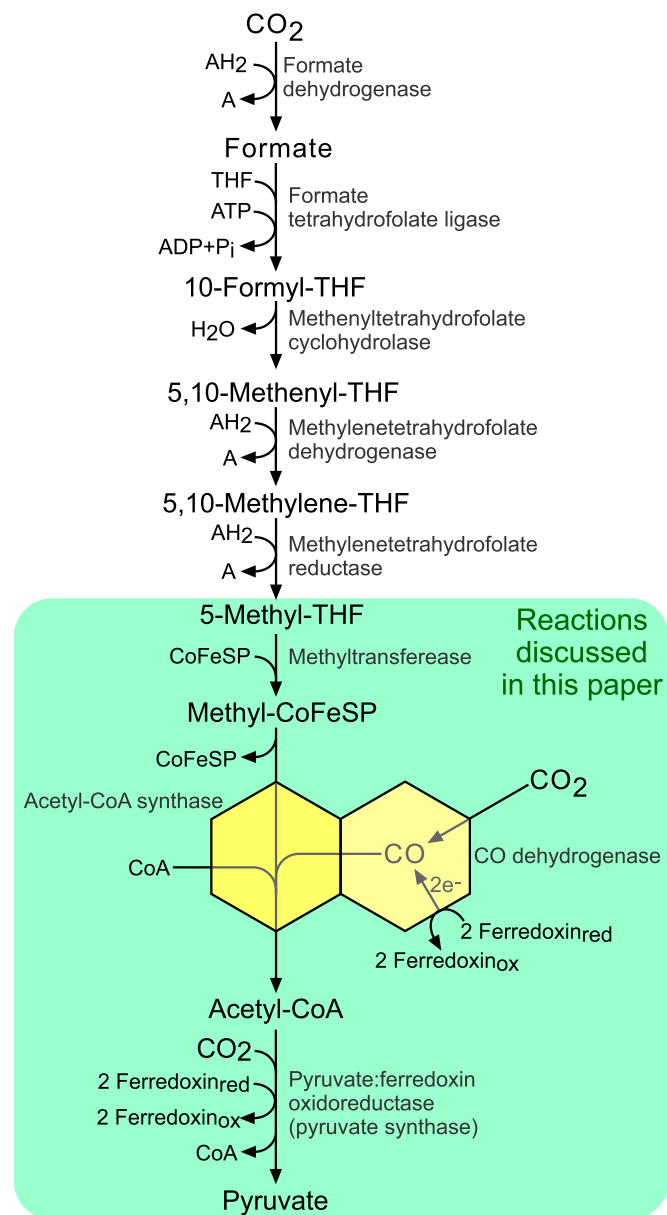 CO2
AH2
A
Formate
dehydrogenase
Formate
THF
ATP
ADP+Pi
Formate
tetrahydrofolate ligase
10-Formyl-THF
H2O
Methenyltetrahydrofolate
cyclohydrolase
5,10-Methenyl-THF
AH2
A
Methylenetetrahydrofolate
dehydrogenase
5,10-Methylene-THF
AH2
A
Methylenetetrahydrofolate
reductase
5-Methyl-THF
Reactions
discussed
in this paper
CoFeSP
Methyltransferease
Methyl-CoFeSP
CoFeSP
Acetyl-CoA synthase
CO2
CoA
CO
CO dehydrogenase
2e-
2 Ferredoxinred
2 Ferredoxinox
Acetyl-CoA
CO2
2 Ferredoxinred
2 Ferredoxinox
CoA
Pyruvate:ferredoxin
oxidoreductase
(pyruvate synthase)
Pyruvate